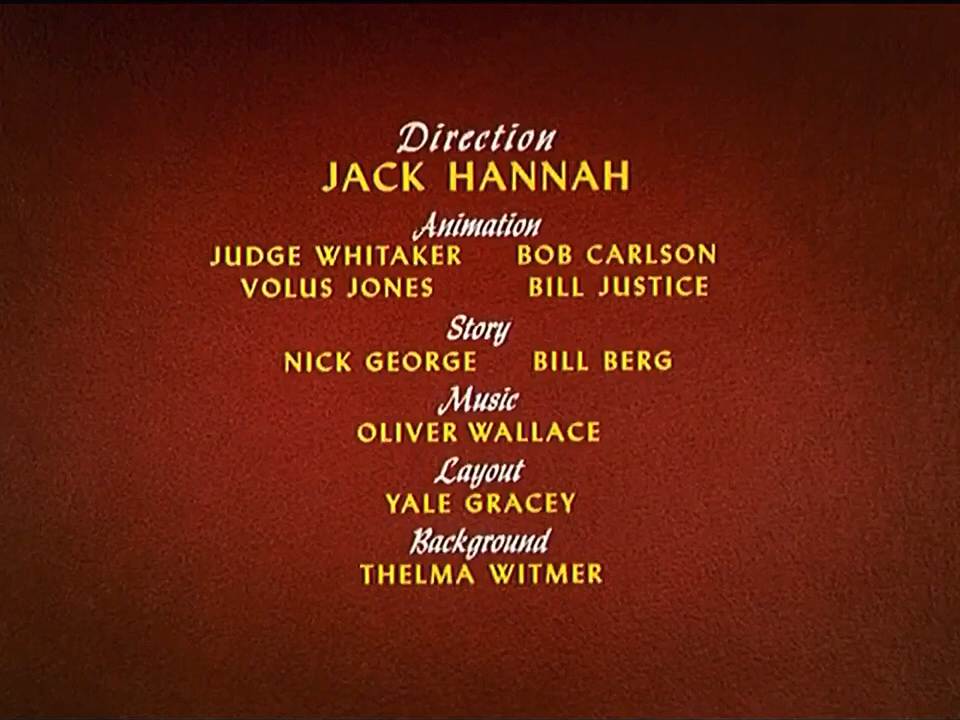 Direction
JACK HANNAH
Animation
JUDGE WHITAKER BOB CARLSON
VOLUS JONES BILL JUSTICE
Story
NICK GEORGE BILL BERG
Music
OLIVER WALLACE
Layout
YALE GRACEY
Background
THELMA WITMER